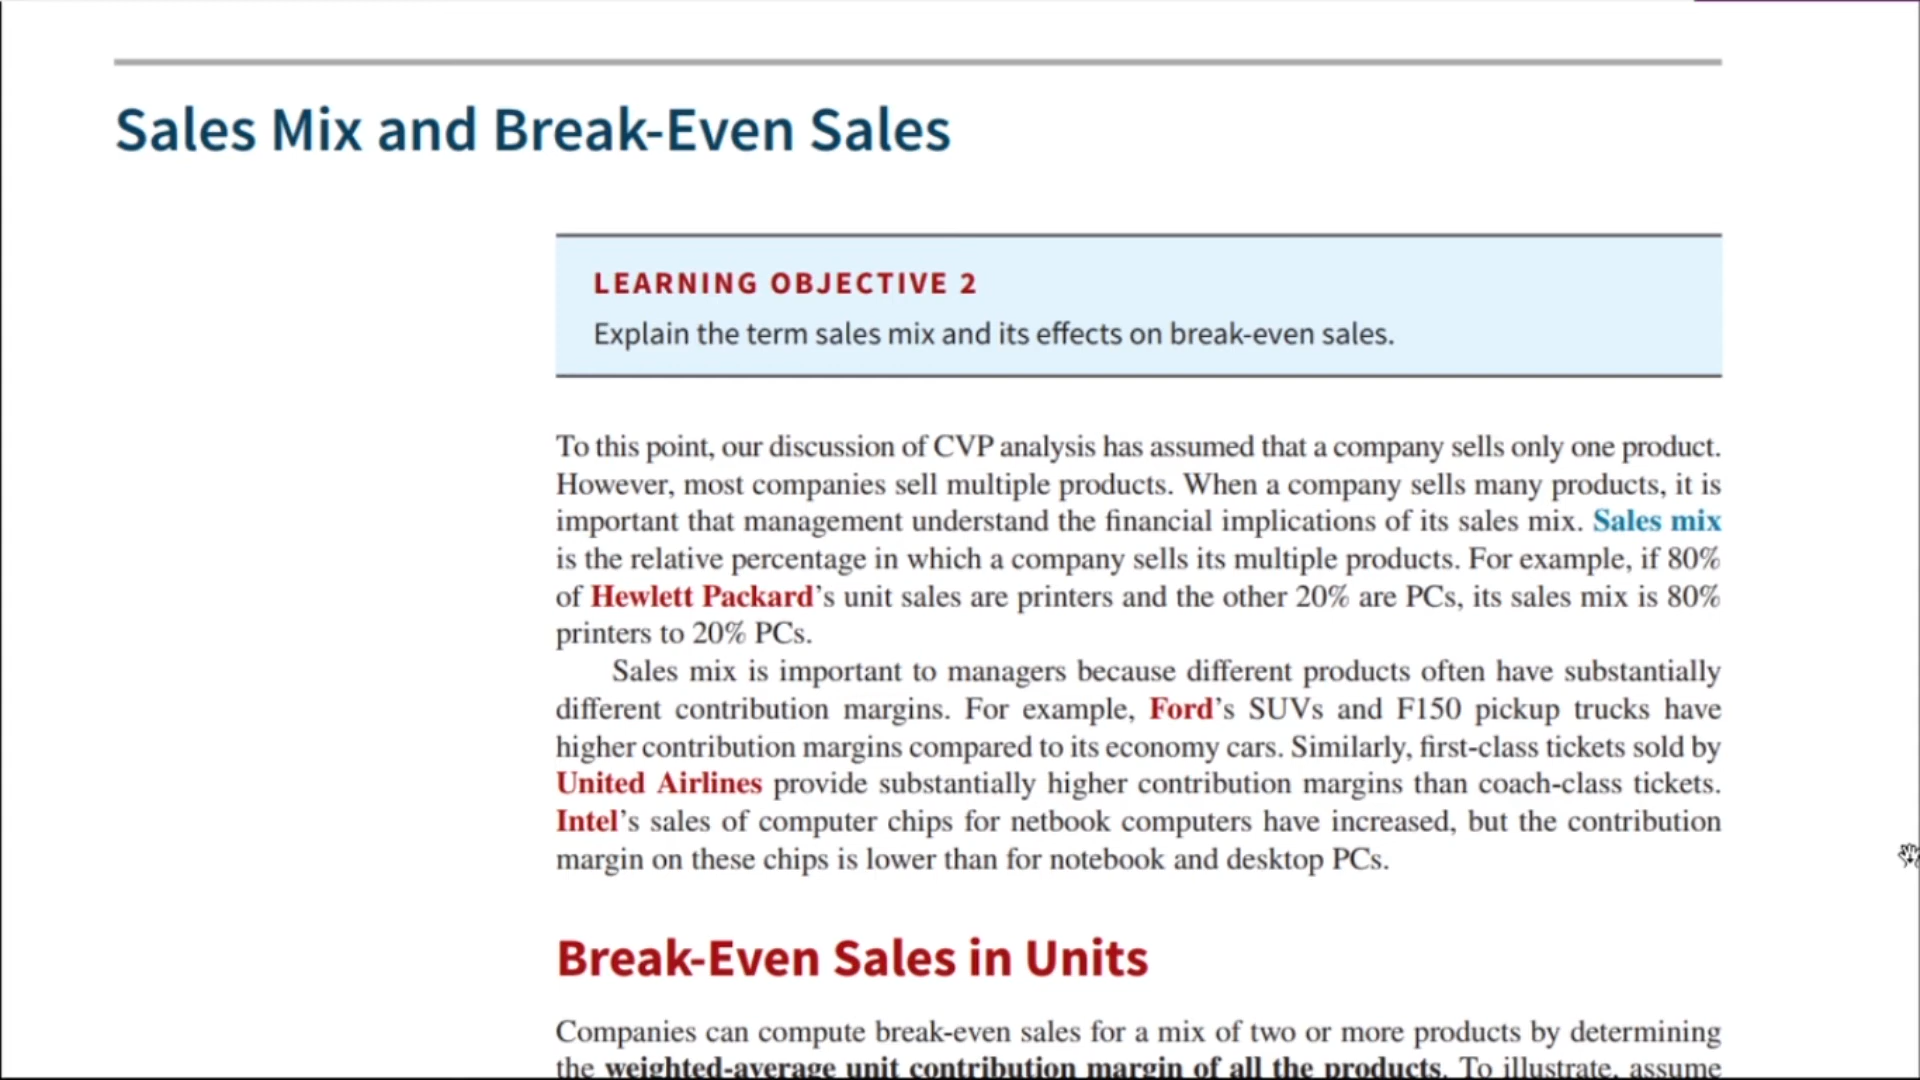 Sales Mix and Break-Even Sales
LEARNING OBJECTIVE 2
Explain the term sales mix and its effects on break-even sales.
To this point, our discussion of CVP analysis has assumed that a company sells only one product.
However, most companies sell multiple products. When a company sells many products, it is
important that management understand the financial implications of its sales mix. Sales mix
is the relative percentage in which a company sells its multiple products. For example, if 80%
of Hewlett Packard's unit sales are printers and the other 20% are PCs, its sales mix is 80%
printers to 20% PCs.
Sales mix is important to managers because different products often have substantially
different contribution margins. For example, Ford's SUVs and F150 pickup trucks have
higher contribution margins compared to its economy cars. Similarly, first-class tickets sold by
United Airlines provide substantially higher contribution margins than coach-class tickets.
Intel's sales of computer chips for netbook computers have increased, but the contribution
margin on these chips is lower than for notebook and desktop PCs.
Break-Even Sales in Units
Companies can compute break-even sales for a mix of two or more products by determining
the weighted-average unit contribution margin of all the products. To illustrate, assume